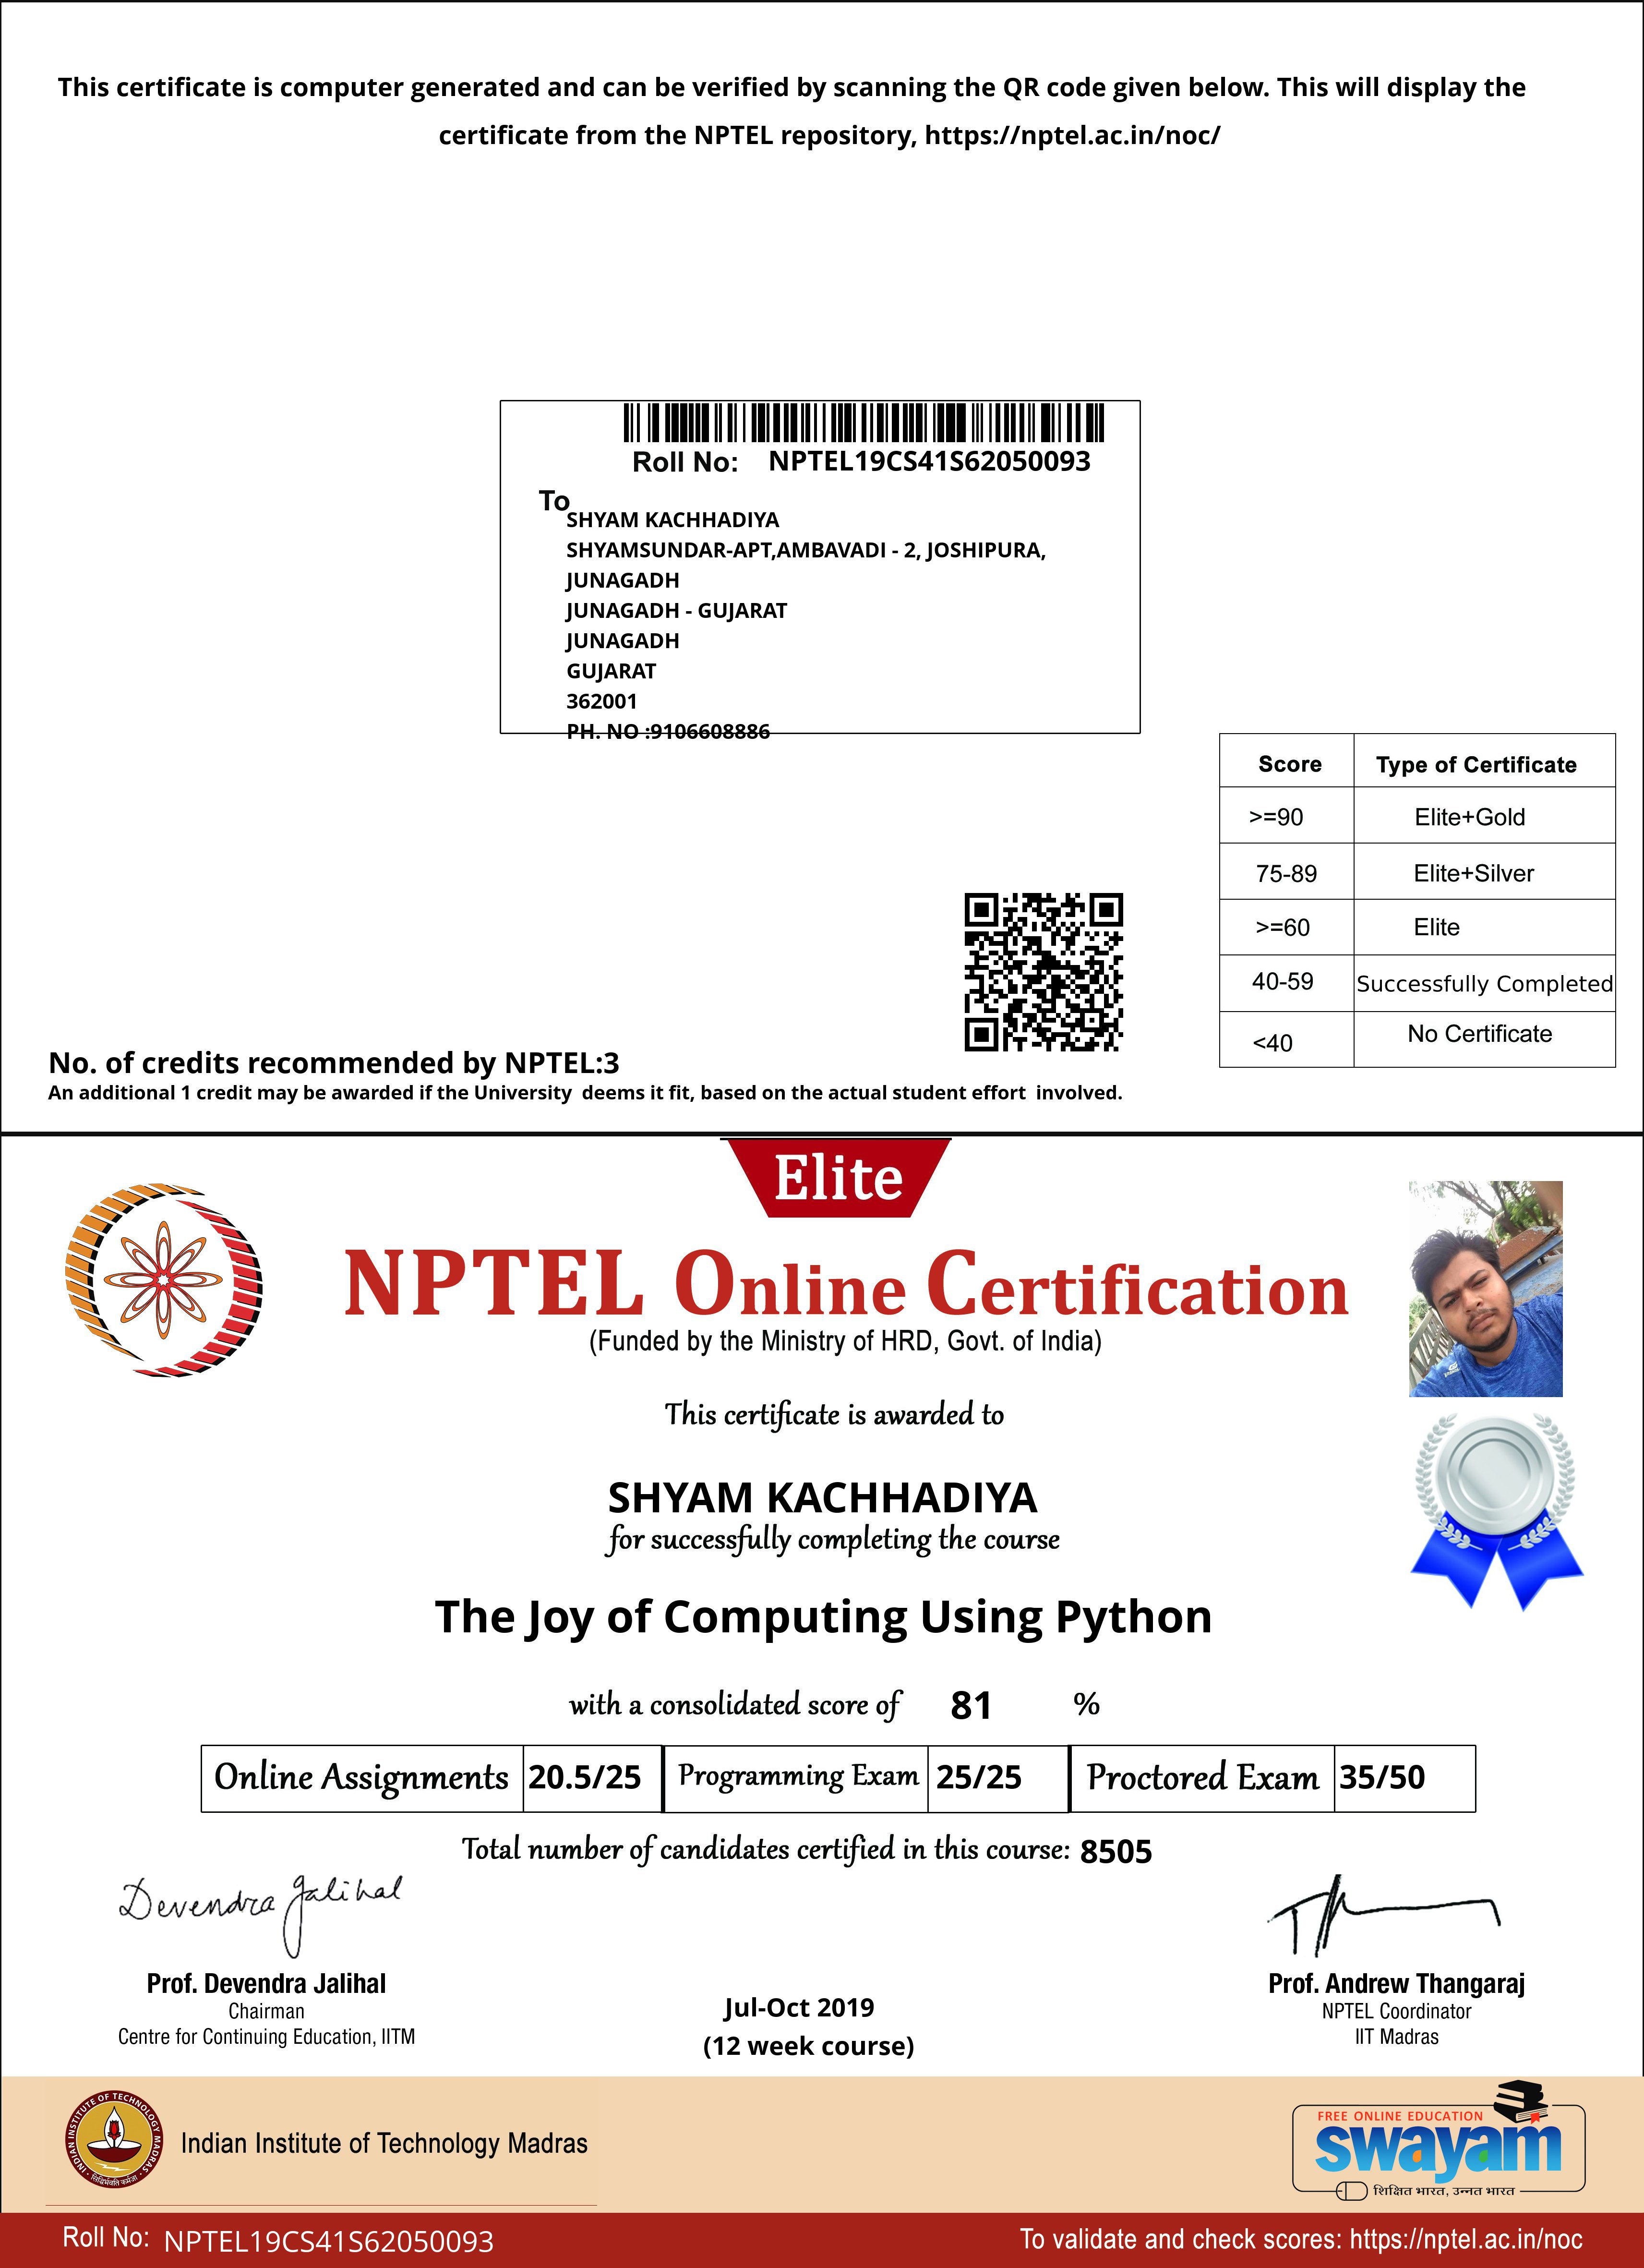 This certificate is computer generated and can be verified by scanning the QR code given below. This will display the
certificate from the NPTEL repository, https://nptel.ac.in/noc/
Roll No: NPTEL19CS41S62050093
To
SHYAM KACHHADIYA
SHYAMSUNDAR-APT,AMBAVADI - 2, JOSHIPURA,
JUNAGADH
JUNAGADH - GUJARAT
JUNAGADH
GUJARAT
362001
PH. NO :9106608886
Score Type of Certificate
>=90 Elite+Gold
75-89 Elite+Silver
>=60 Elite
40-59 Successfully Completed
<40 No Certificate
No. of credits recommended by NPTEL:3
An additional 1 credit may be awarded if the University deems it fit, based on the actual student effort involved.
Elite
NPTEL Online Certification
(Funded by the Ministry of HRD, Govt. of India)
This certificate is awarded to
SHYAM KACHHADIYA
for successfully completing the course
The Joy of Computing Using Python
with a consolidated score of 81 %
Online Assignments 20.5/25 Programming Exam 25/25 Proctored Exam 35/50
Total number of candidates certified in this course: 8505
Devendra Jalihal
Prof. Devendra Jalihal
Chairman
Centre for Continuing Education, IITM
Jul-Oct 2019
(12 week course)
Prof. Andrew Thangaraj
NPTEL Coordinator
IIT Madras
INDIAN INSTITUTE OF TECHNOLOGY MADRAS
सिद्धिर्भवति कर्मजा
Indian Institute of Technology Madras
FREE ONLINE EDUCATION
swayam
शिक्षित भारत, उन्नत भारत
Roll No: NPTEL19CS41S62050093
To validate and check scores: https://nptel.ac.in/noc